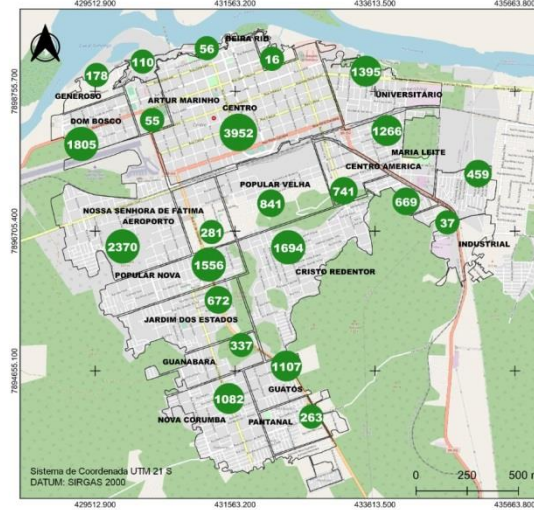 429512.900 431563.200 433613.500 435663.800
7898755.700
7896705.400
7894655.100
BEIRA RIO
56
16
110
178
1395
GENEROSO
UNIVERSITÁRIO
ARTUR MARINHO
CENTRO
DOM BOSCO
55
3952
1266
1805
MARIA LEITE
CENTRO AMERICA
459
POPULAR VELHA
741
841
669
NOSSA SENHORA DE FATIMA
AEROPORTO
281
37
2370
1694
INDUSTRIAL
1556
CRISTO REDENTOR
POPULAR NOVA
672
JARDIM DOS ESTADOS
337
GUANABARA
1107
GUATÓS
1082
NOVA CORUMBA
PANTANAL
263
Sistema de Coordenada UTM 21 S
DATUM: SIRGAS 2000
0 250 500 m
429512.900 431563.200 433613.500 435663.800